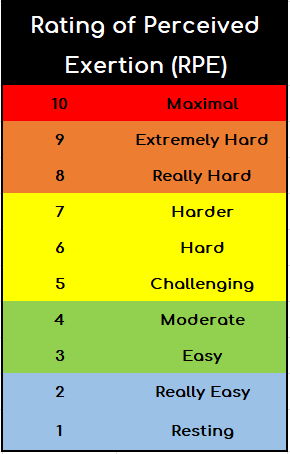 Rating of Perceived
Exertion (RPE)
10 Maximal
9 Extremely Hard
8 Really Hard
7 Harder
6 Hard
5 Challenging
4 Moderate
3 Easy
2 Really Easy
1 Resting